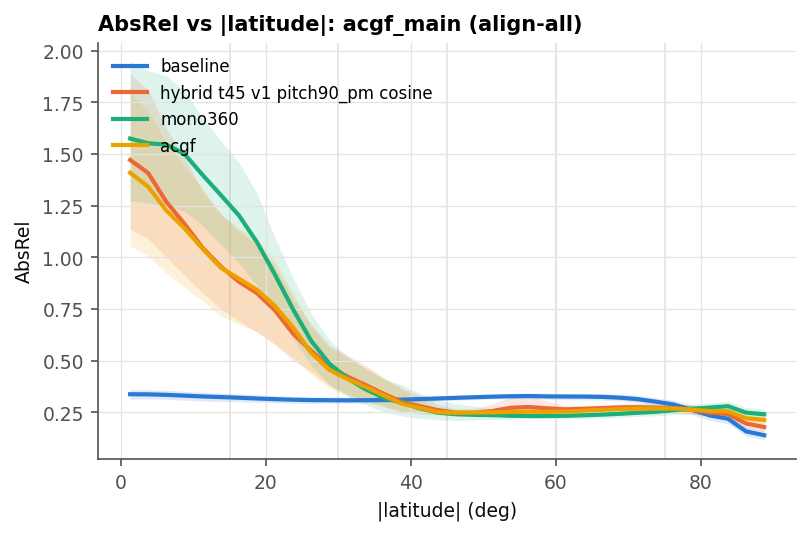 AbsRel vs |latitude|: acgf_main (align-all)
2.00
1.75
1.50
1.25
1.00
0.75
0.50
0.25
AbsRel
baseline
hybrid t45 v1 pitch90_pm cosine
mono360
acgf
0 20 40 60 80
|latitude| (deg)